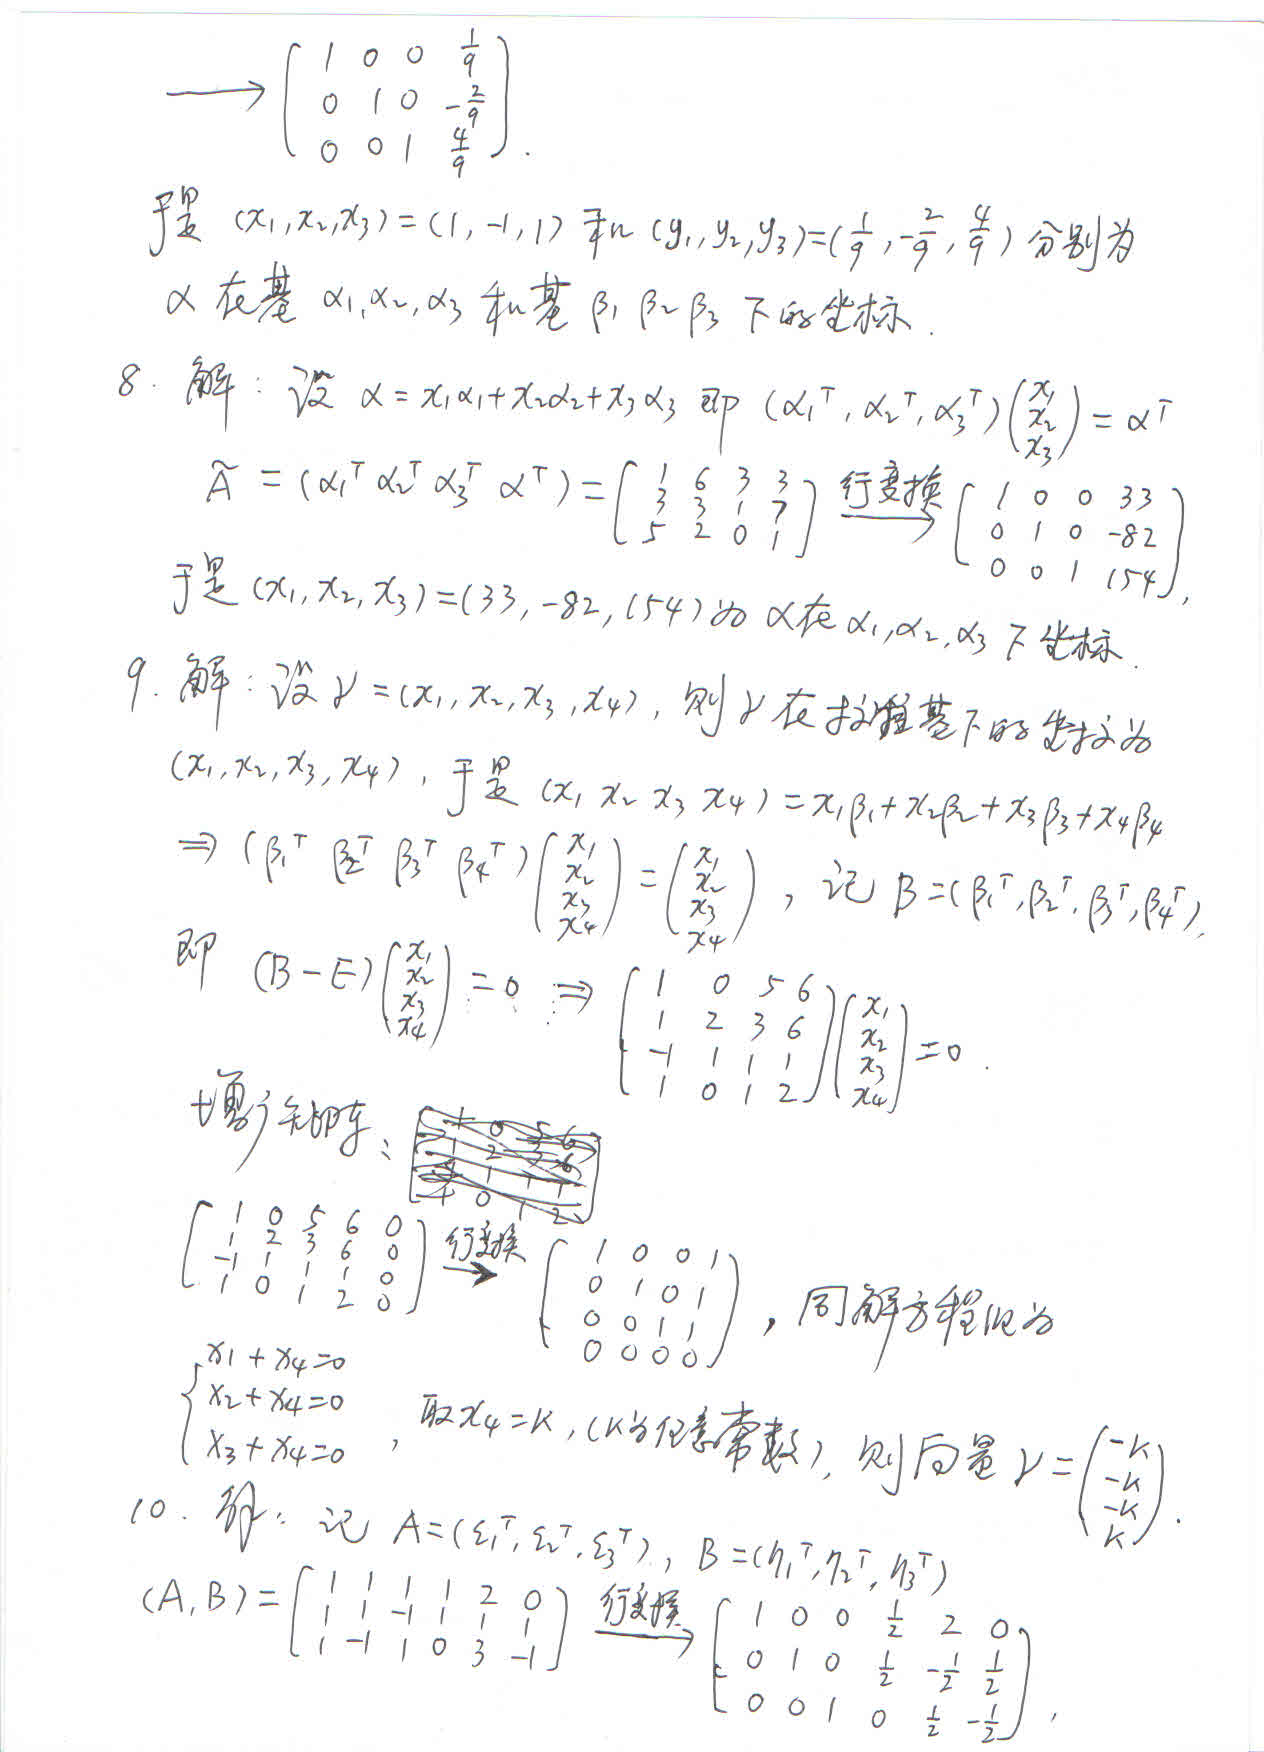 ⟶ ( 1 0 0 1/9
0 1 0 -2/9
0 0 1 4/9 ).
于是 (x₁,x₂,x₃)=(1,-1,1) 和 (y₁,y₂,y₃)=(1/9,-2/9,4/9) 分别为
α 在基 α₁,α₂,α₃ 和基 β₁ β₂ β₃ 下的坐标.
8. 解: 设 α=x₁α₁+x₂α₂+x₃α₃ 即 (α₁ᵀ,α₂ᵀ,α₃ᵀ)(x₁ x₂ x₃)=αᵀ
Ã=(α₁ᵀ α₂ᵀ α₃ᵀ αᵀ)=[1 6 3 3; 3 3 1 7; 5 2 0 1] 行变换⟶ [1 0 0 33; 0 1 0 -82; 0 0 1 154],
于是 (x₁,x₂,x₃)=(33,-82,154) 为 α在 α₁,α₂,α₃ 下坐标.
9. 解: 设 γ=(x₁,x₂,x₃,x₄), 则 γ 在 基下的坐 为
(x₁,x₂,x₃,x₄), 于是 (x₁ x₂ x₃ x₄)=x₁β₁+x₂β₂+x₃β₃+x₄β₄
⇒ (β₁ᵀ β₂ᵀ β₃ᵀ β₄ᵀ)(x₁ x₂ x₃ x₄)=(x₁ x₂ x₃ x₄), 记 B=(β₁ᵀ,β₂ᵀ,β₃ᵀ,β₄ᵀ),
即 (B-E)(x₁ x₂ x₃ x₄)=0 ⇒ [1 0 5 6; 1 2 3 6; -1 1 1 1; 1 0 1 2](x₁ x₂ x₃ x₄)=0.
增广矩阵:
[1 0 5 6 0; 1 2 3 6 0; -1 1 1 1 0; 1 0 1 2 0] 行变换⟶ [1 0 0 1; 0 1 0 1; 0 0 1 1; 0 0 0 0], 同解方程组为
{ x₁+x₄=0
x₂+x₄=0
x₃+x₄=0 , 取x₄=k, (k为任意常数), 则向量 γ=(-k -k -k k).
10. 解: 记 A=(ξ₁ᵀ,ξ₂ᵀ,ξ₃ᵀ), B=(η₁ᵀ,η₂ᵀ,η₃ᵀ)
(A,B)=[1 1 1 1 2 0; 1 1 -1 1 1 1; 1 -1 1 0 3 -1] 行变换⟶ [1 0 0 1/2 2 0; 0 1 0 1/2 -1/2 1/2; 0 0 1 0 1/2 -1/2],